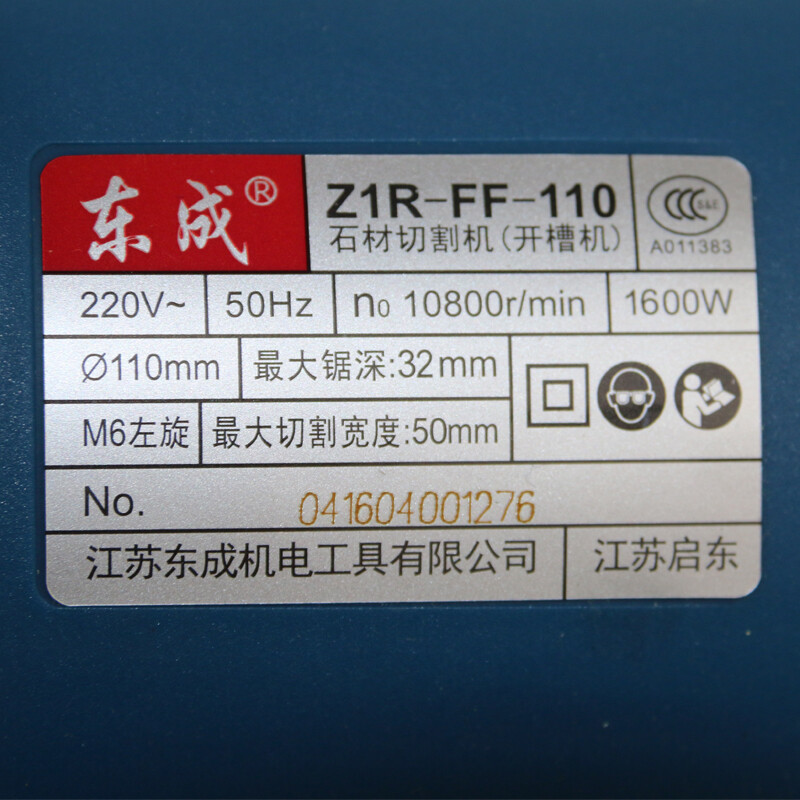 东成®
Z1R-FF-110
石材切割机(开槽机)
CCC S&E
A011383
220V~ 50Hz n0 10800r/min 1600W
Ø110mm 最大锯深:32mm
M6左旋 最大切割宽度:50mm
No. 041604001276
江苏东成机电工具有限公司 江苏启东